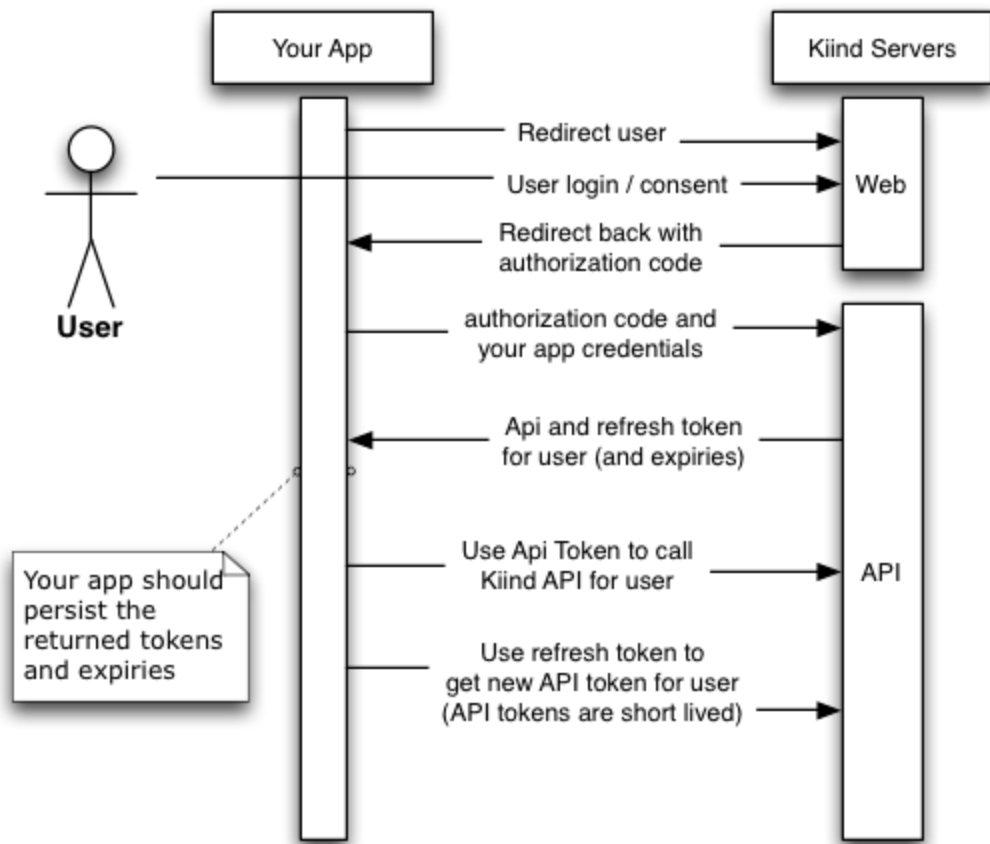 Your App
Kiind Servers
Redirect user
User login / consent
Web
Redirect back with
authorization code
User
authorization code and
your app credentials
Api and refresh token
for user (and expiries)
Use Api Token to call
Kiind API for user
API
Your app should
persist the
returned tokens
and expiries
Use refresh token to
get new API token for user
(API tokens are short lived)